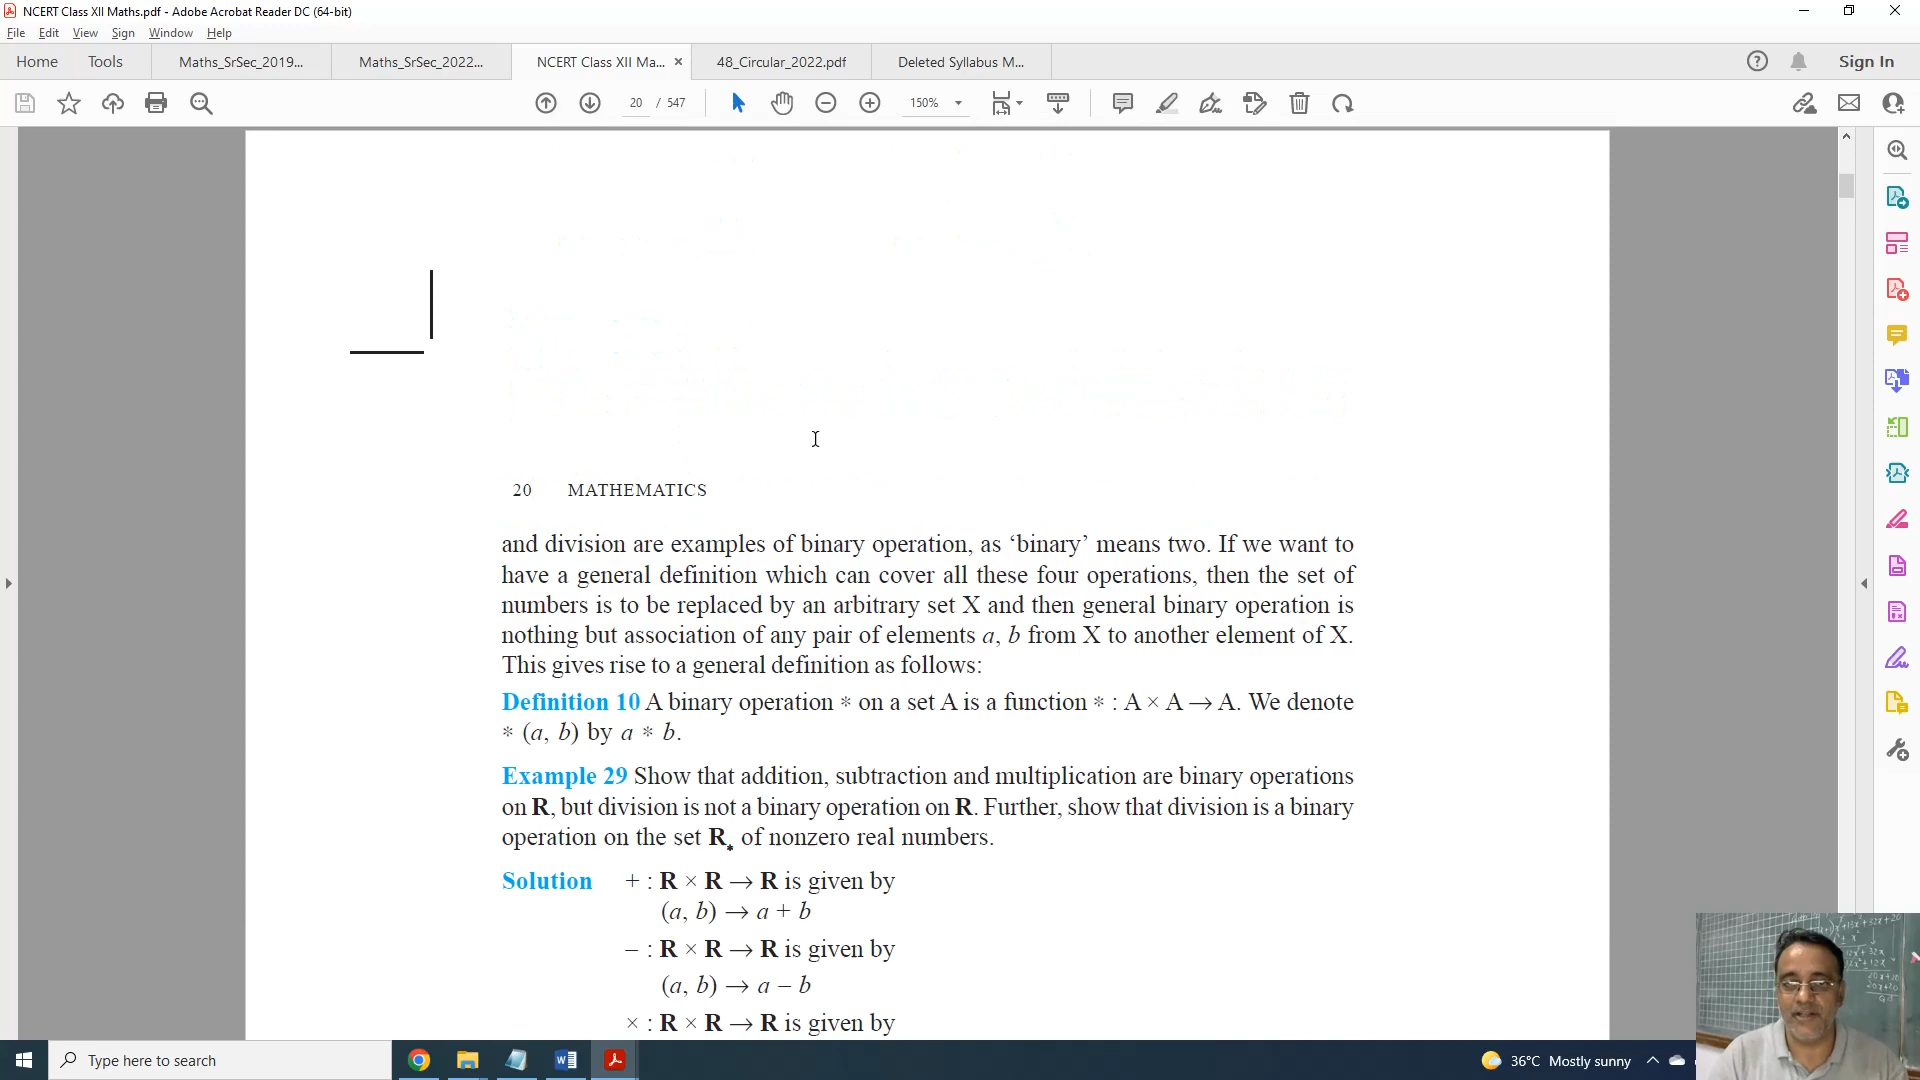 NCERT Class XII Maths.pdf - Adobe Acrobat Reader DC (64-bit)
File Edit View Sign Window Help
Home Tools Maths_SrSec_2019... Maths_SrSec_2022... NCERT Class XII Ma... × 48_Circular_2022.pdf Deleted Syllabus M... Sign In
20 / 547 150%
20 MATHEMATICS
and division are examples of binary operation, as ‘binary’ means two. If we want to
have a general definition which can cover all these four operations, then the set of
numbers is to be replaced by an arbitrary set X and then general binary operation is
nothing but association of any pair of elements a, b from X to another element of X.
This gives rise to a general definition as follows:
Definition 10 A binary operation ∗ on a set A is a function ∗ : A × A → A. We denote
∗ (a, b) by a ∗ b.
Example 29 Show that addition, subtraction and multiplication are binary operations
on R, but division is not a binary operation on R. Further, show that division is a binary
operation on the set R∗ of nonzero real numbers.
Solution + : R × R → R is given by
(a, b) → a + b
– : R × R → R is given by
(a, b) → a – b
× : R × R → R is given by
Type here to search
36°C Mostly sunny